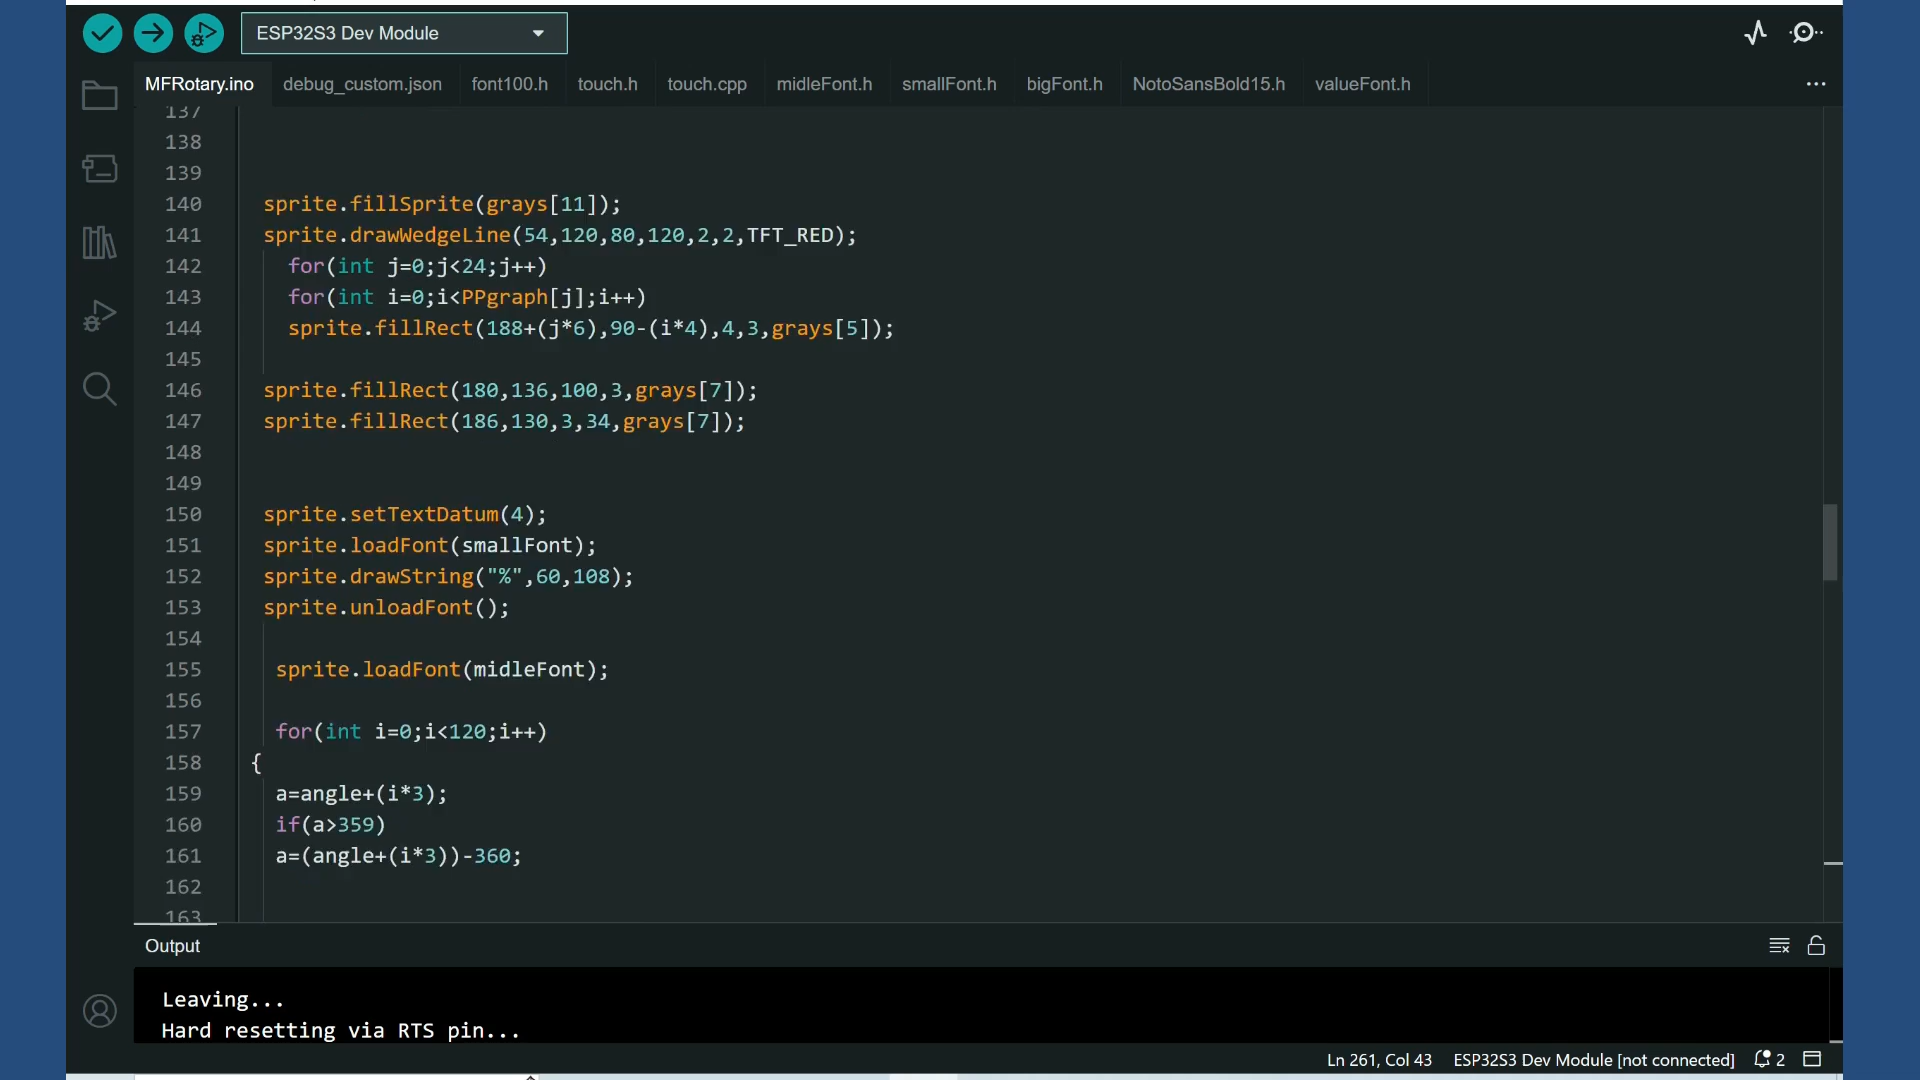 ESP32S3 Dev Module
MFRotary.ino debug_custom.json font100.h touch.h touch.cpp midleFont.h smallFont.h bigFont.h NotoSansBold15.h valueFont.h
137
138
139
140 sprite.fillSprite(grays[11]);
141 sprite.drawWedgeLine(54,120,80,120,2,2,TFT_RED);
142 for(int j=0;j<24;j++)
143 for(int i=0;i<PPgraph[j];i++)
144 sprite.fillRect(188+(j*6),90-(i*4),4,3,grays[5]);
145
146 sprite.fillRect(180,136,100,3,grays[7]);
147 sprite.fillRect(186,130,3,34,grays[7]);
148
149
150 sprite.setTextDatum(4);
151 sprite.loadFont(smallFont);
152 sprite.drawString("%",60,108);
153 sprite.unloadFont();
154
155 sprite.loadFont(midleFont);
156
157 for(int i=0;i<120;i++)
158 {
159 a=angle+(i*3);
160 if(a>359)
161 a=(angle+(i*3))-360;
162
163
Output
Leaving...
Hard resetting via RTS pin...
Ln 261, Col 43 ESP32S3 Dev Module [not connected] 2